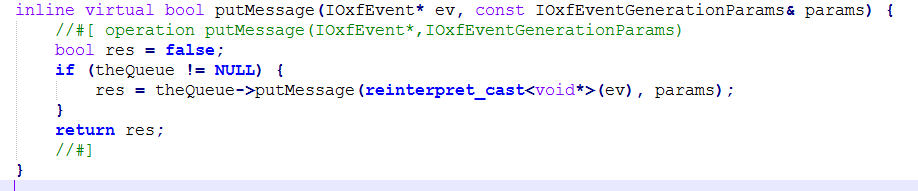 inline virtual bool putMessage(IOxfEvent* ev, const IOxfEventGenerationParams& params) {
    //#[ operation putMessage(IOxfEvent*,IOxfEventGenerationParams)
    bool res = false;
    if (theQueue != NULL) {
        res = theQueue->putMessage(reinterpret_cast<void*>(ev), params);
    }
    return res;
    //#]
}